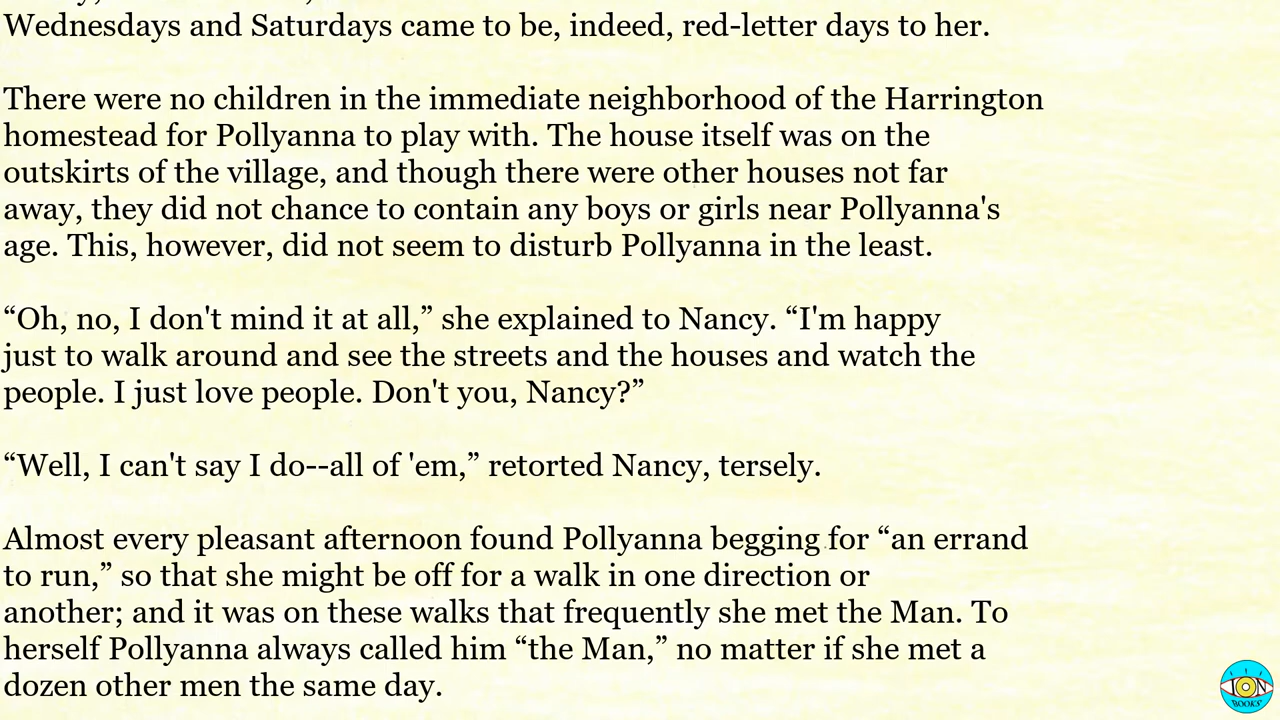 Wednesdays and Saturdays came to be, indeed, red-letter days to her.
There were no children in the immediate neighborhood of the Harrington
homestead for Pollyanna to play with. The house itself was on the
outskirts of the village, and though there were other houses not far
away, they did not chance to contain any boys or girls near Pollyanna's
age. This, however, did not seem to disturb Pollyanna in the least.
“Oh, no, I don't mind it at all,” she explained to Nancy. “I'm happy
just to walk around and see the streets and the houses and watch the
people. I just love people. Don't you, Nancy?”
“Well, I can't say I do--all of 'em,” retorted Nancy, tersely.
Almost every pleasant afternoon found Pollyanna begging for “an errand
to run,” so that she might be off for a walk in one direction or
another; and it was on these walks that frequently she met the Man. To
herself Pollyanna always called him “the Man,” no matter if she met a
dozen other men the same day.
ION
BOOKS